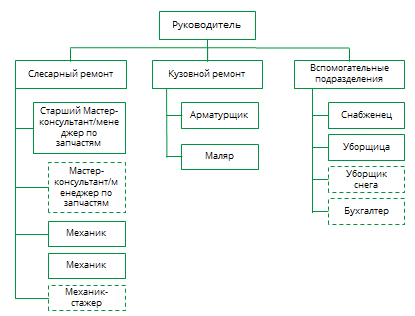 Руководитель
Слесарный ремонт
Кузовной ремонт
Вспомогательные
подразделения
Старший Мастер-
консультант/мене
джер по
запчастям
Мастер-
консультант/м
енеджер по
запчастям
Механик
Механик
Механик-
стажер
Арматурщик
Маляр
Снабженец
Уборщица
Уборщик
снега
Бухгалтер